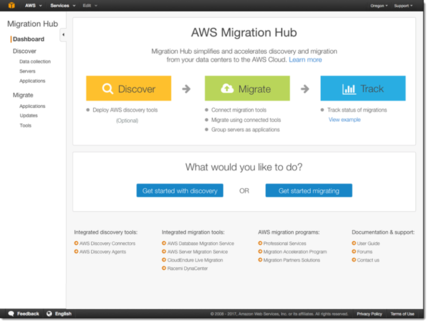 AWS Services Edit Oregon Support
Migration Hub
Dashboard
Discover
Data collection
Servers
Applications
Migrate
Applications
Updates
Tools
AWS Migration Hub
Migration Hub simplifies and accelerates discovery and migration
from your data centers to the AWS Cloud. Learn more
Discover
Migrate
Track
Deploy AWS discovery tools
(Optional)
Connect migration tools
Migrate using connected tools
Group servers as applications
Track status of migrations
View example
What would you like to do?
Get started with discovery OR Get started migrating
Integrated discovery tools:
AWS Discovery Connectors
AWS Discovery Agents
Integrated migration tools:
AWS Database Migration Service
AWS Server Migration Service
CloudEndure Live Migration
Racemi DynaCenter
AWS migration programs:
Professional Services
Migration Acceleration Program
Migration Partners Solutions
Documentation & support:
User Guide
Forums
Contact us
Feedback English © 2008 - 2017, Amazon Web Services, Inc. or its affiliates. All rights reserved. Privacy Policy Terms of Use